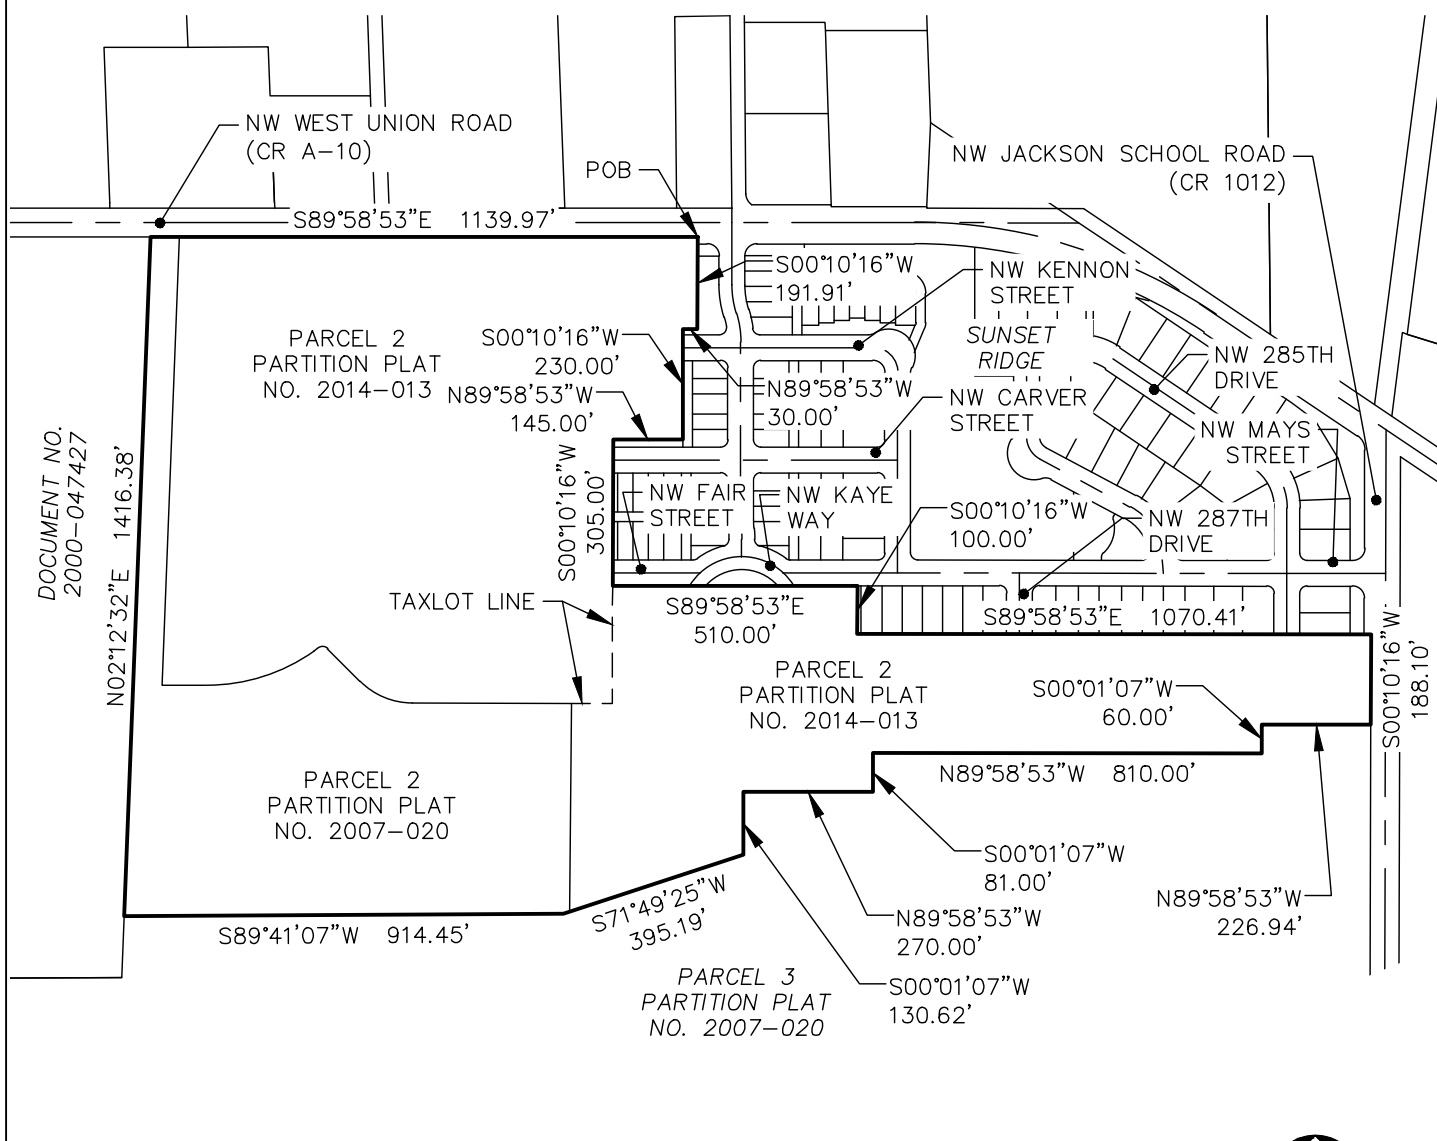 NW WEST UNION ROAD
(CR A-10)
POB
NW JACKSON SCHOOL ROAD
(CR 1012)
S89°58'53"E 1139.97'
S00°10'16"W
191.91'
NW KENNON
STREET
PARCEL 2
PARTITION PLAT
NO. 2014-013
S00°10'16"W
230.00'
SUNSET
RIDGE
NW 285TH
DRIVE
N89°58'53"W
145.00'
N89°58'53"W
30.00'
NW CARVER
STREET
NW MAYS
STREET
DOCUMENT NO.
2000-047427
N02°12'32"E 1416.38'
S00°10'16"W
305.00'
NW FAIR
STREET
NW KAYE
WAY
S00°10'16"W
100.00'
NW 287TH
DRIVE
TAXLOT LINE
S89°58'53"E
510.00'
S89°58'53"E 1070.41'
S00°10'16"W
188.10'
PARCEL 2
PARTITION PLAT
NO. 2014-013
S00°01'07"W
60.00'
PARCEL 2
PARTITION PLAT
NO. 2007-020
N89°58'53"W 810.00'
S00°01'07"W
81.00'
N89°58'53"W
226.94'
S71°49'25"W
395.19'
N89°58'53"W
270.00'
S89°41'07"W 914.45'
PARCEL 3
PARTITION PLAT
NO. 2007-020
S00°01'07"W
130.62'